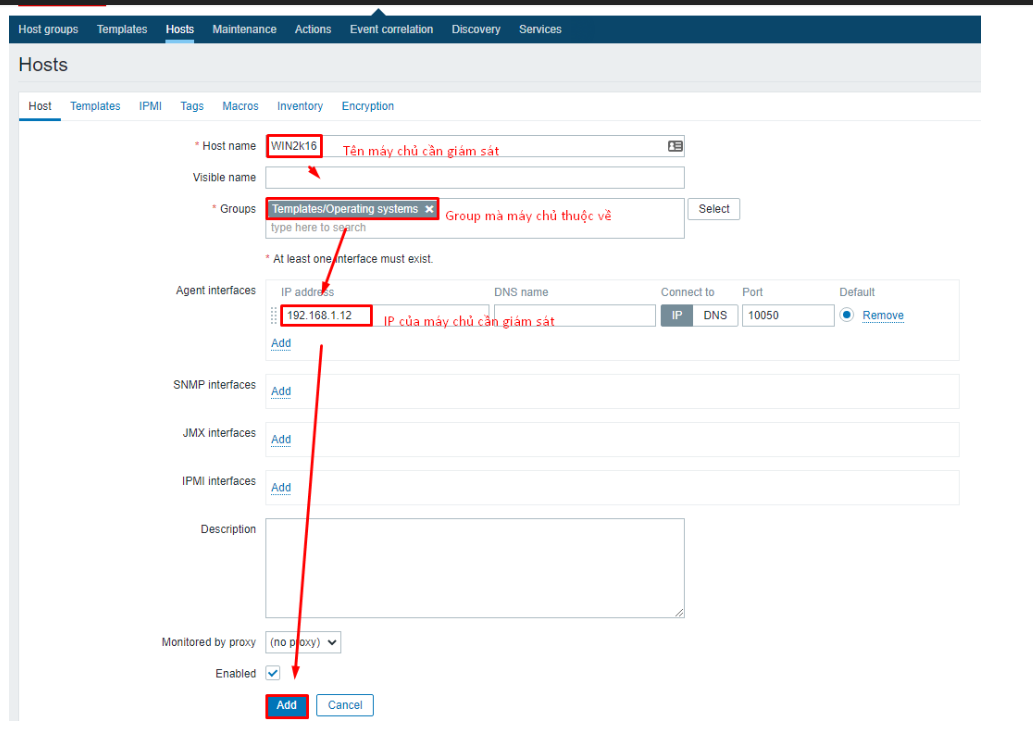 Host groups Templates Hosts Maintenance Actions Event correlation Discovery Services
Hosts
Host Templates IPMI Tags Macros Inventory Encryption
* Host name WIN2k16 Tên máy chủ cần giám sát
Visible name
* Groups Templates/Operating systems Group mà máy chủ thuộc về Select
type here to search
* At least one interface must exist.
Agent interfaces IP address DNS name Connect to Port Default
192.168.1.12 IP của máy chủ cần giám sát IP DNS 10050 Remove
Add
SNMP interfaces Add
JMX interfaces Add
IPMI interfaces Add
Description
Monitored by proxy (no proxy)
Enabled
Add Cancel